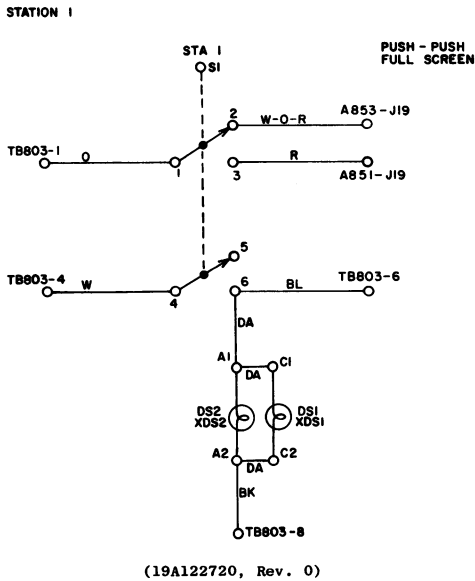 STATION 1
STA 1
S1
PUSH - PUSH
FULL SCREEN
2
W-O-R
A853-J19
TB803-1
O
1
3
R
A851-J19
5
TB803-4
W
4
6
BL
TB803-6
DA
A1
DA
C1
DS2
XDS2
DS1
XDS1
A2
DA
C2
BK
TB803-8
(19A122720, Rev. 0)